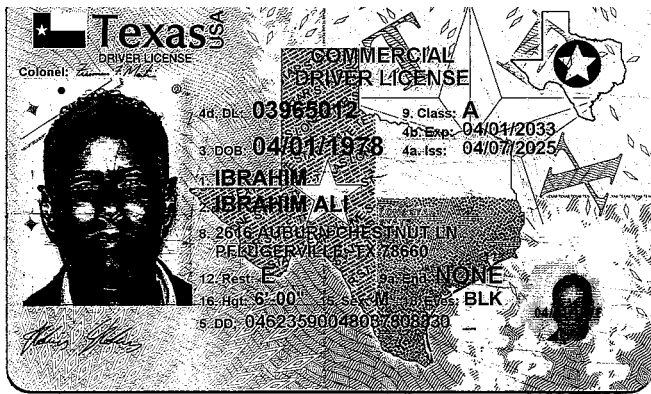 Texas USA
DRIVER LICENSE
Colonel:
COMMERCIAL
DRIVER LICENSE
4d. DL: 03965012 9. Class: A
4b. Exp: 04/01/2033
3. DOB: 04/01/1978 4a. Iss: 04/07/2025
1. IBRAHIM
2. IBRAHIM ALI
8. 2616 AUBURN CHESTNUT LN
PFLUGERVILLE, TX 78660
12. Rest: E 9a. End: NONE
16. Hgt: 6'-00" 15. Sex: M 18. Eyes: BLK
5. DD: